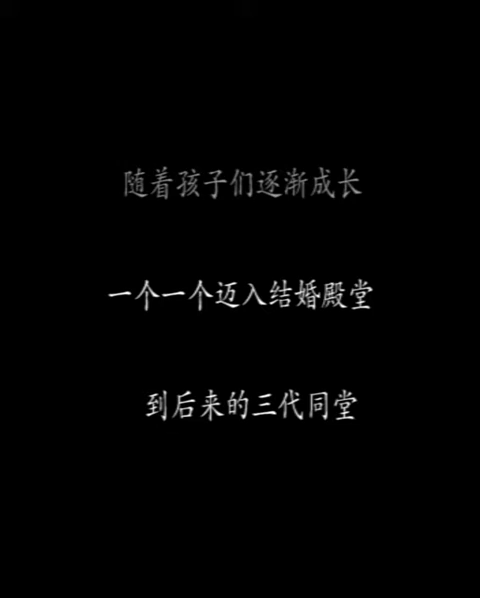 随着孩子们逐渐成长
一个一个迈入结婚殿堂
到后来的三代同堂